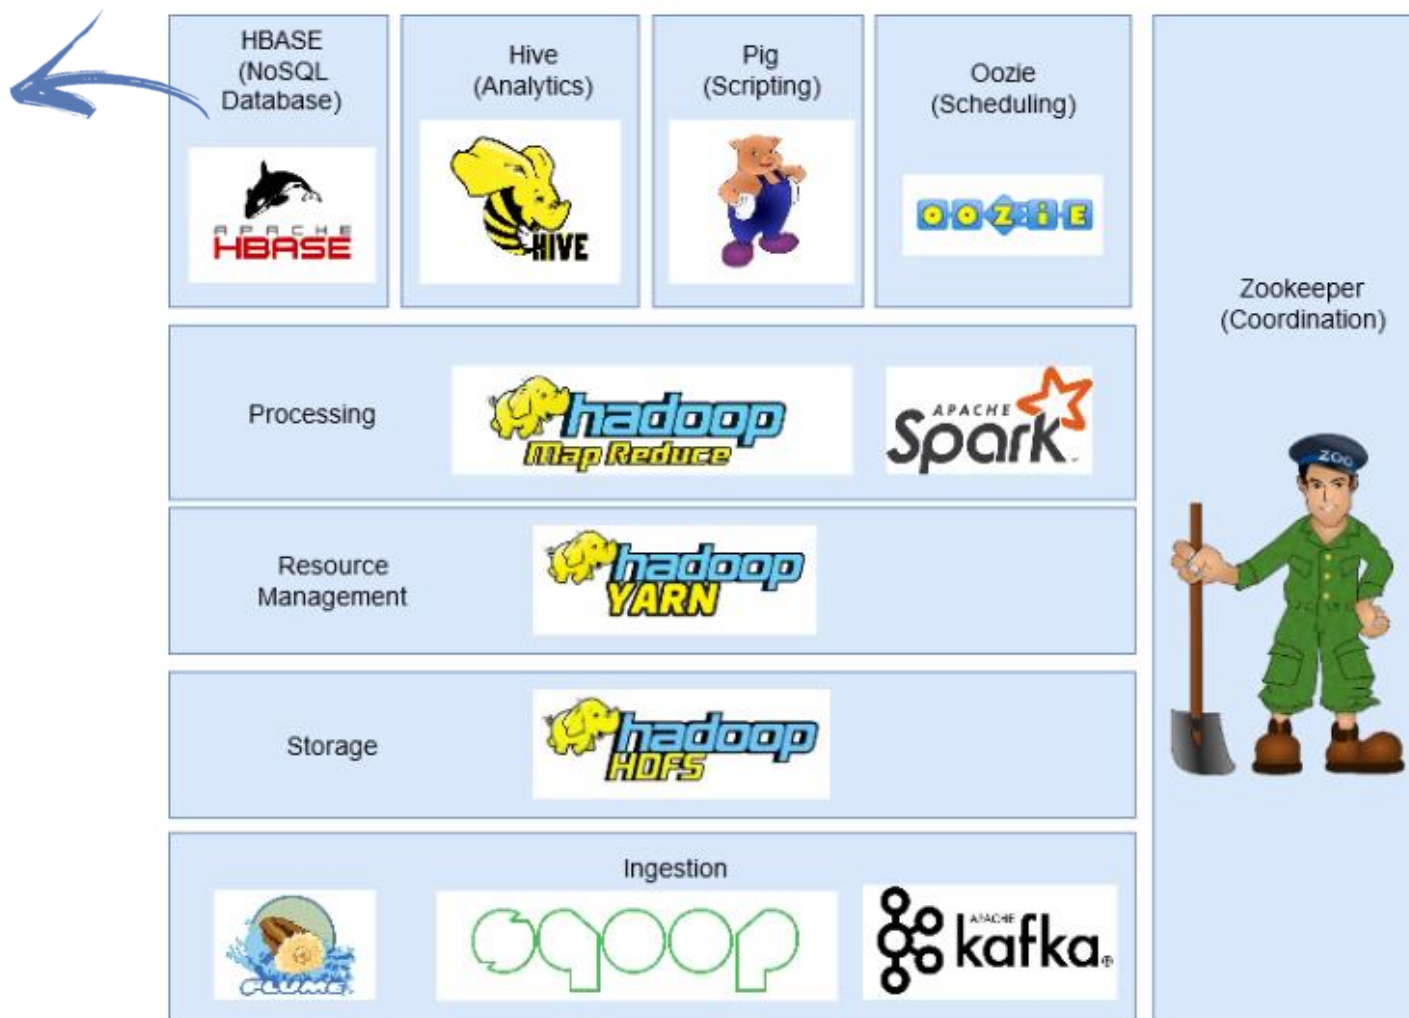 HBASE
(NoSQL
Database)
APACHE
HBASE
Hive
(Analytics)
HIVE
Pig
(Scripting)
Oozie
(Scheduling)
OOZiE
Zookeeper
(Coordination)
ZOO
Processing
hadoop
Map Reduce
APACHE
Spark
Resource
Management
hadoop
YARN
Storage
hadoop
HDFS
Ingestion
FLUME
sqoop
APACHE
kafka